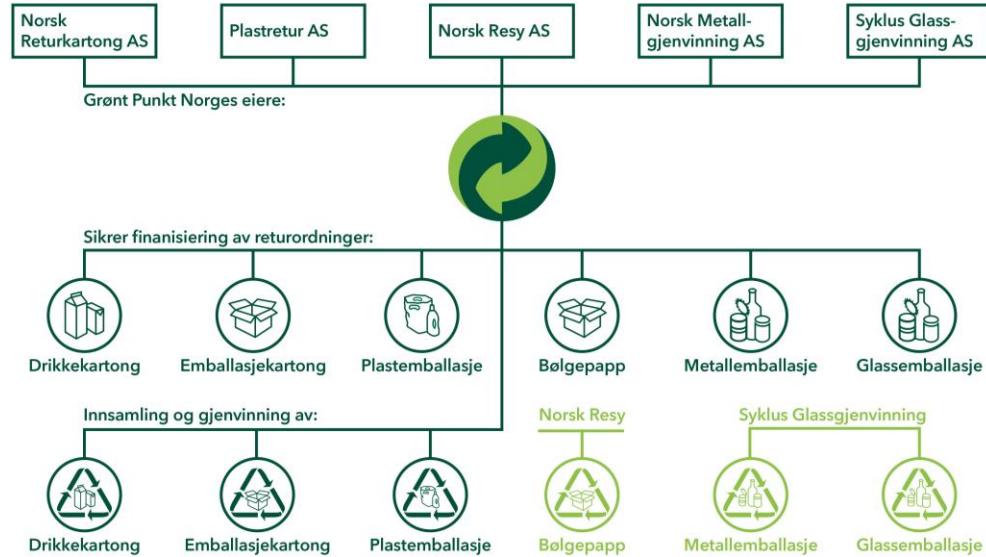 Norsk
Returkartong AS
Plastretur AS
Norsk Resy AS
Norsk Metall-
gjenvinning AS
Syklus Glass-
gjenvinning AS
Grønt Punkt Norges eiere:
Sikrer finanisiering av returordninger:
Drikkekartong
Emballasjekartong
Plastemballasje
Bølgepapp
Metallemballasje
Glassemballasje
Innsamling og gjenvinning av:
Norsk Resy
Syklus Glassgjenvinning
Drikkekartong
Emballasjekartong
Plastemballasje
Bølgepapp
Metallemballasje
Glassemballasje